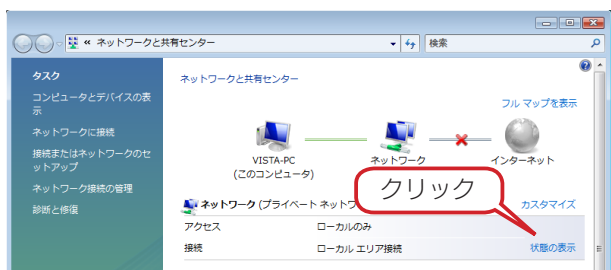 « ネットワークと共有センター
検索
タスク
コンピュータとデバイスの表
示
ネットワークに接続
接続またはネットワークのセ
ットアップ
ネットワーク接続の管理
診断と修復
ネットワークと共有センター
フル マップを表示
VISTA-PC
(このコンピュータ)
ネットワーク
インターネット
クリック
ネットワーク (プライベート ネットワ
カスタマイズ
アクセス
ローカルのみ
接続
ローカル エリア接続
状態の表示